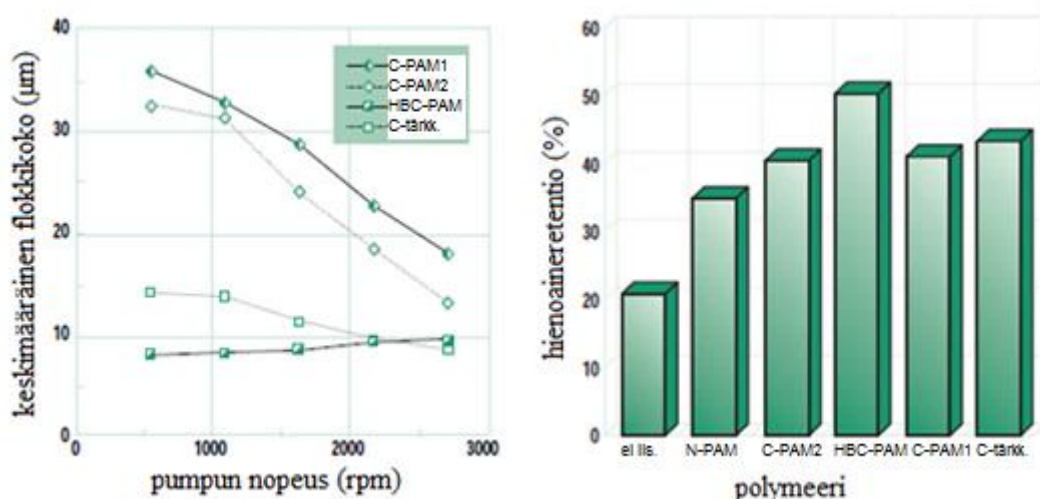 keskimääräinen flokkikoko (µm)
40
30
20
10
0
0 1000 2000 3000
pumpun nopeus (rpm)
C-PAM1
C-PAM2
HBC-PAM
C-tärkk.
hienoaineretentio (%)
60
50
40
30
20
10
0
ei lis. N-PAM C-PAM2 HBC-PAM C-PAM1 C-tärkk.
polymeeri